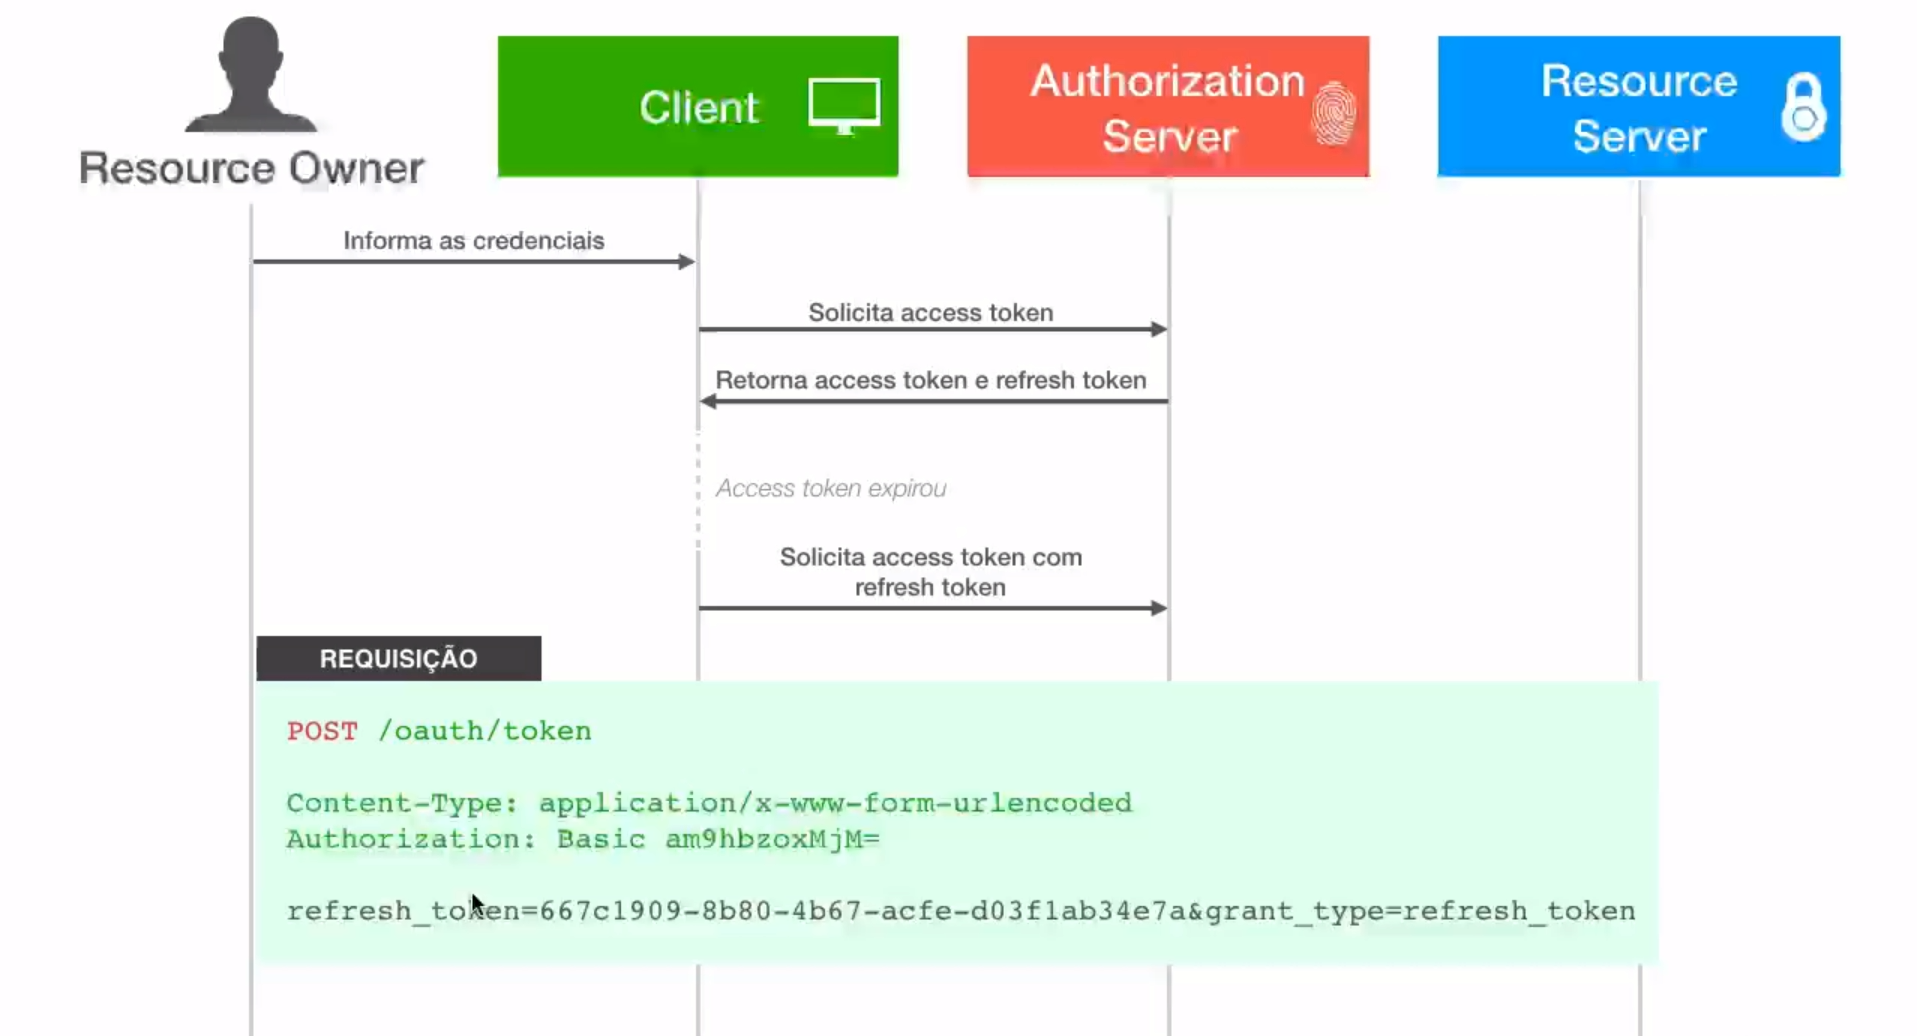 Resource Owner
Client
Authorization
Server
Resource
Server
Informa as credenciais
Solicita access token
Retorna access token e refresh token
Access token expirou
Solicita access token com
refresh token
REQUISIÇÃO
POST /oauth/token
Content-Type: application/x-www-form-urlencoded
Authorization: Basic am9hbzoxMjM=
refresh_token=667c1909-8b80-4b67-acfe-d03f1ab34e7a&grant_type=refresh_token